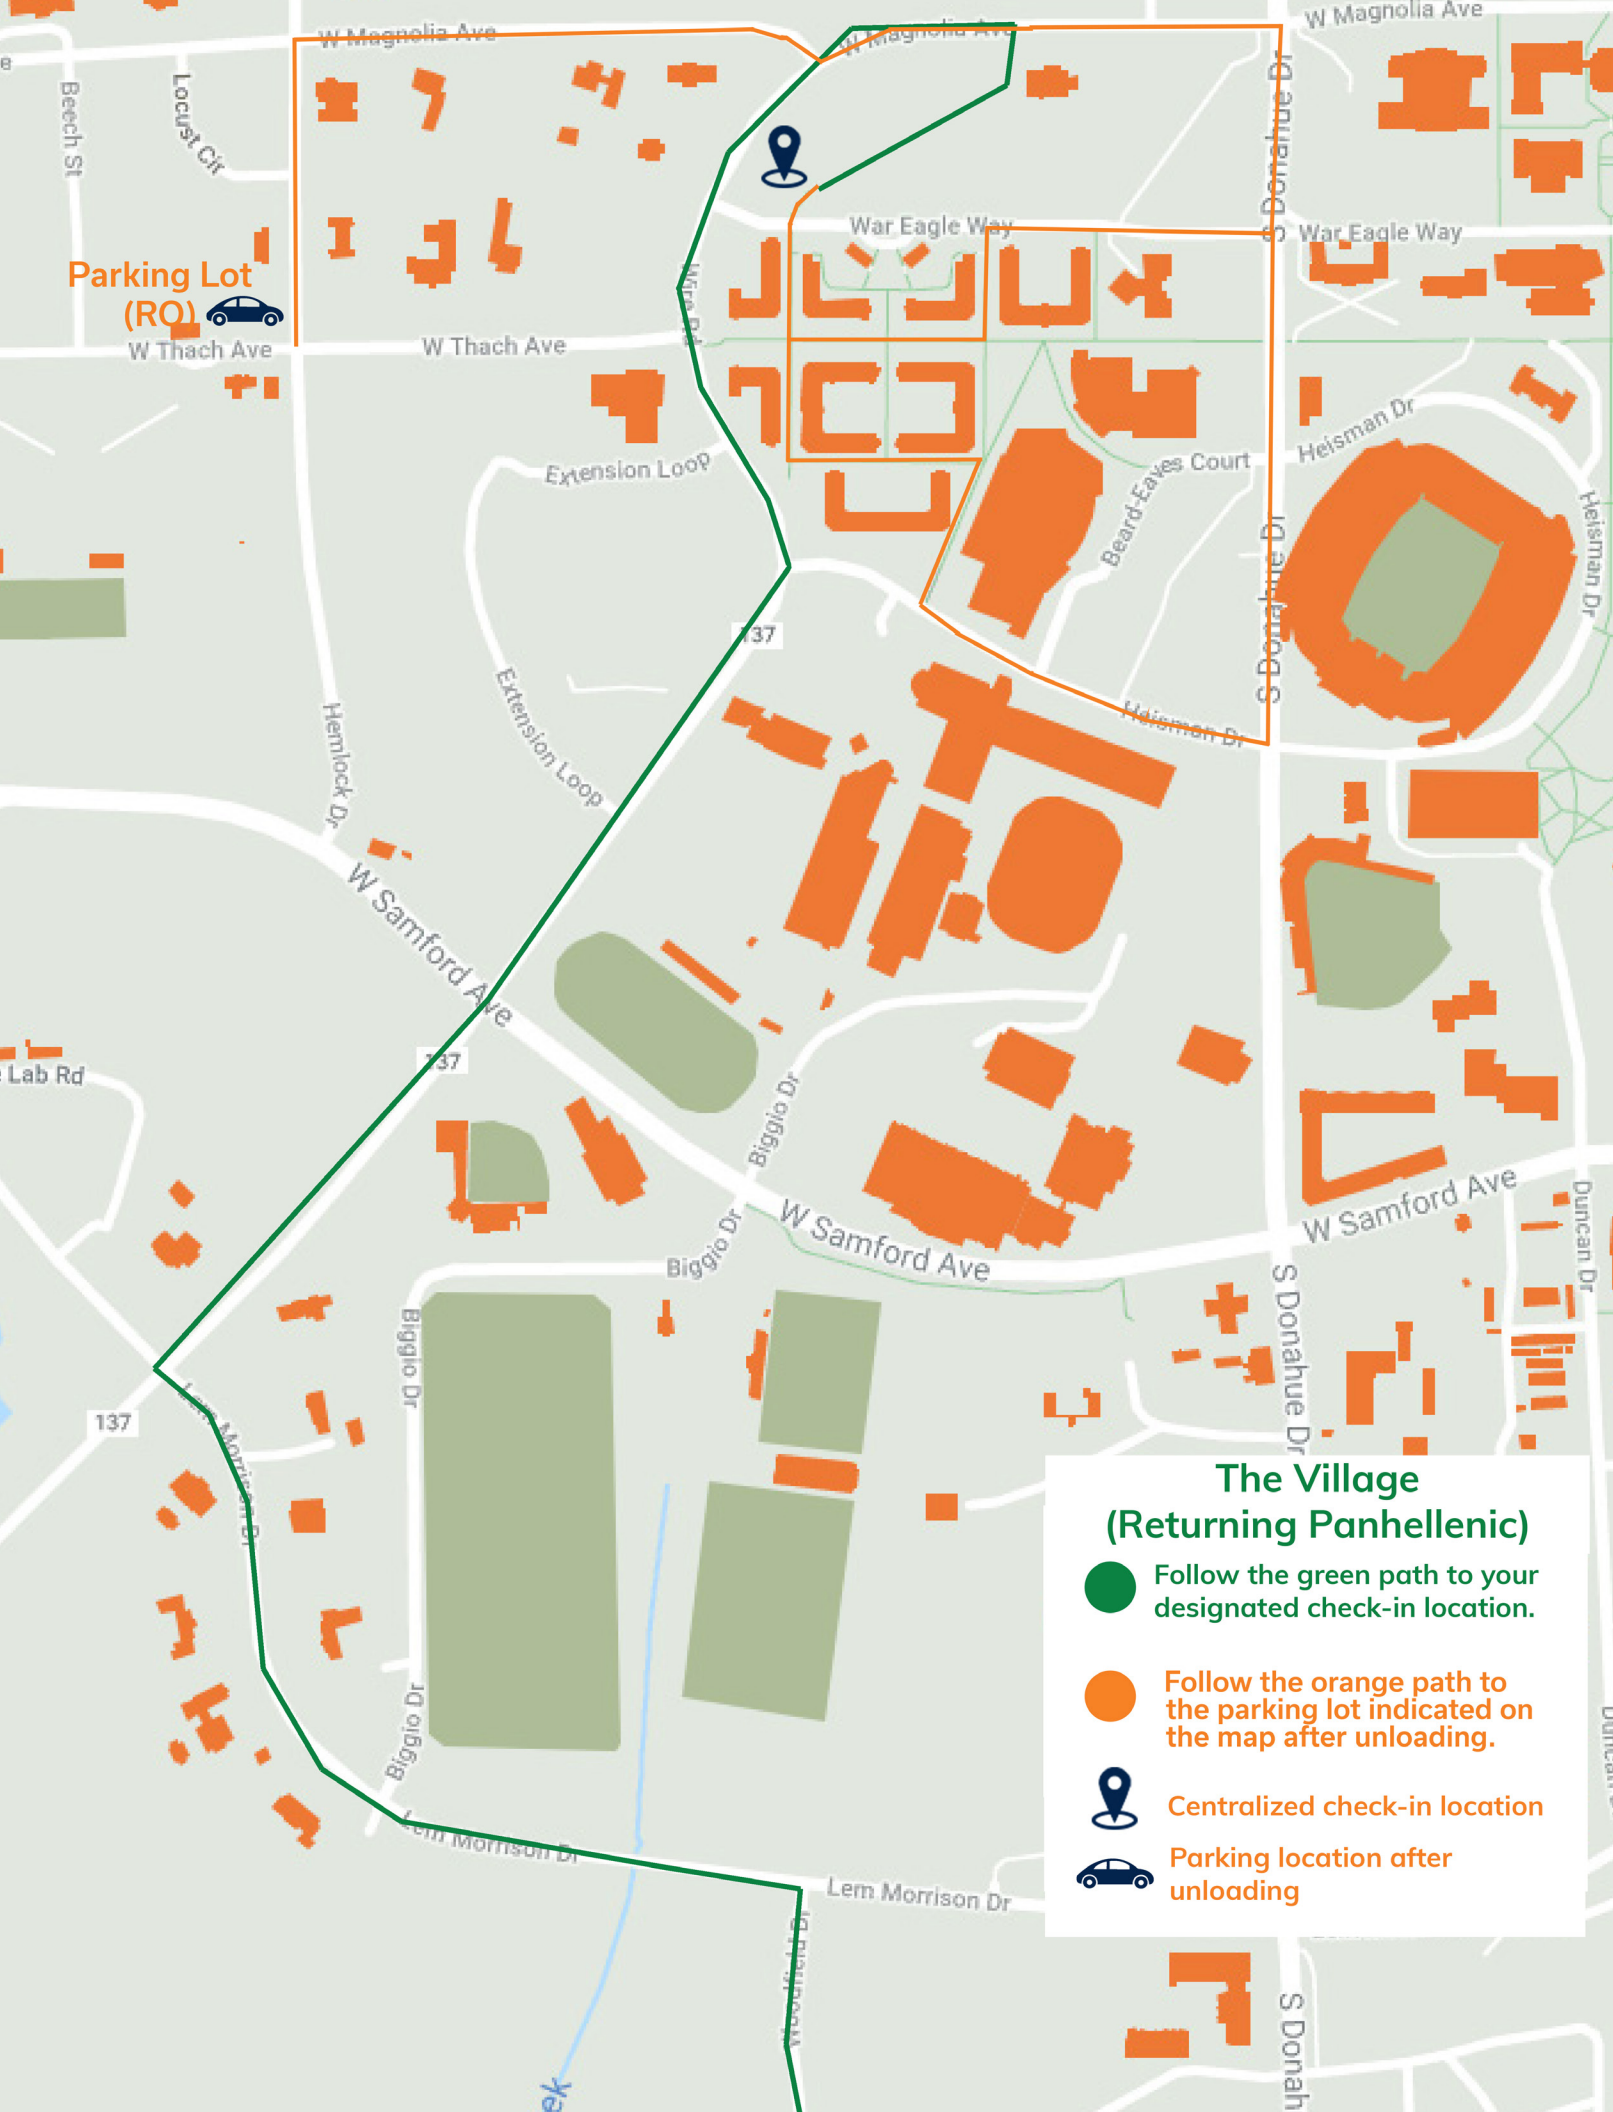 W Magnolia Ave
W Magnolia Ave
W Magnolia Ave
Beech St
Locust Cir
S Donahue Dr
War Eagle Way
War Eagle Way
Parking Lot
(RO)
Wire Rd
W Thach Ave
W Thach Ave
Extension Loop
Beard-Eaves Court
Heisman Dr
Heisman Dr
S Donahue Dr
137
Extension Loop
Hemlock Dr
Heisman Dr
W Samford Ave
137
Lab Rd
Biggio Dr
W Samford Ave
W Samford Ave
Biggio Dr
Duncan Dr
Biggio Dr
S Donahue Dr
137
Lem Morrison Dr
Biggio Dr
Lem Morrison Dr
Lem Morrison Dr
Woodfield Dr
The Village
(Returning Panhellenic)
Follow the green path to your
designated check-in location.
Follow the orange path to
the parking lot indicated on
the map after unloading.
Centralized check-in location
Parking location after
unloading
S Donah
ek